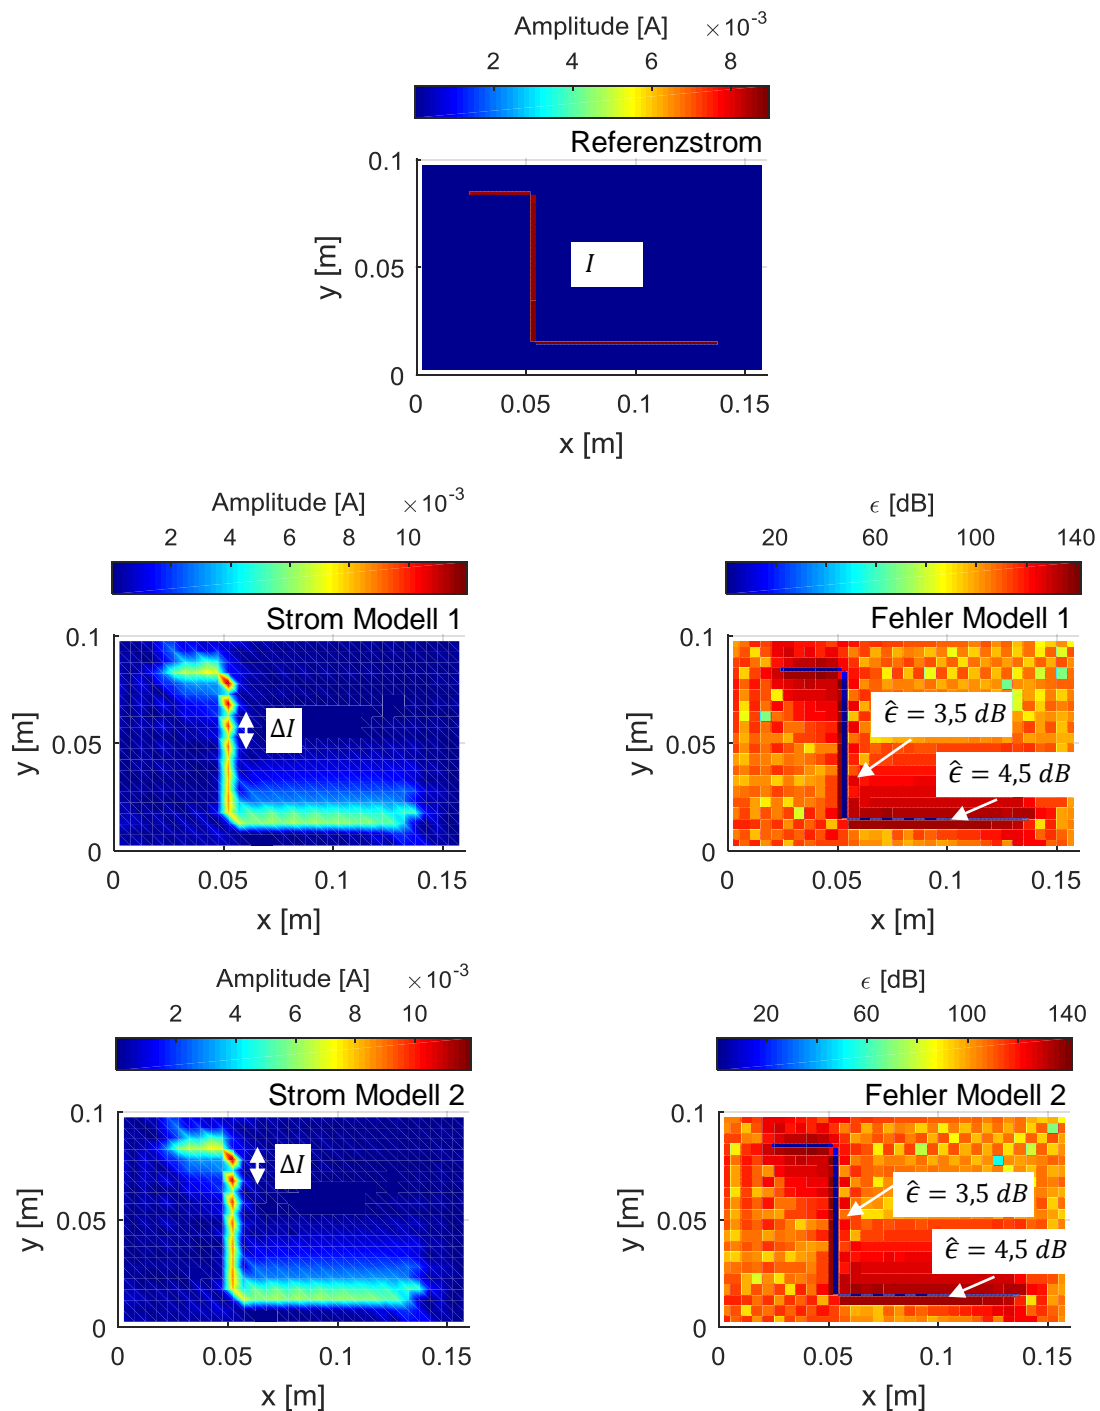 Amplitude [A] ×10⁻³
2 4 6 8
Referenzstrom
0.1
0.05
0
y [m]
I
0 0.05 0.1 0.15
x [m]
Amplitude [A] ×10⁻³
2 4 6 8 10
Strom Modell 1
0.1
0.05
0
y [m]
ΔI
0 0.05 0.1 0.15
x [m]
ϵ [dB]
20 60 100 140
Fehler Modell 1
0.1
0.05
0
y [m]
ϵ̂ = 3,5 dB
ϵ̂ = 4,5 dB
0 0.05 0.1 0.15
x [m]
Amplitude [A] ×10⁻³
2 4 6 8 10
Strom Modell 2
0.1
0.05
0
y [m]
ΔI
0 0.05 0.1 0.15
x [m]
ϵ [dB]
20 60 100 140
Fehler Modell 2
0.1
0.05
0
y [m]
ϵ̂ = 3,5 dB
ϵ̂ = 4,5 dB
0 0.05 0.1 0.15
x [m]